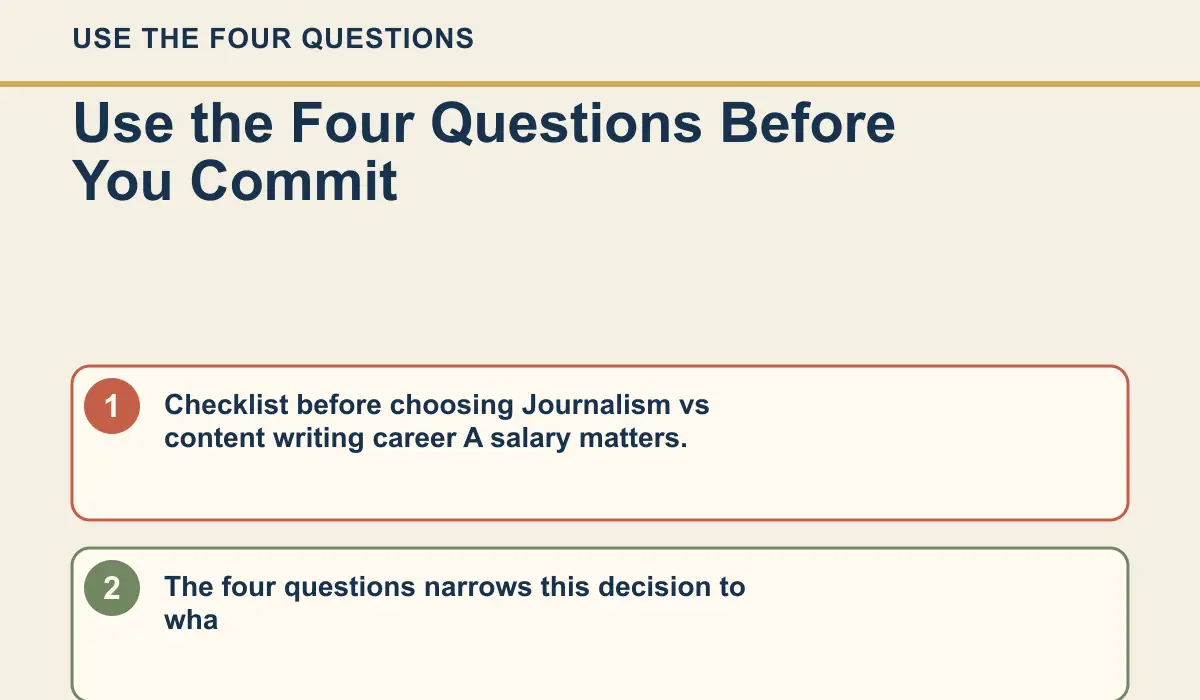 USE THE FOUR QUESTIONS
Use the Four Questions Before
You Commit
1
Checklist before choosing Journalism vs
content writing career A salary matters.
2
The four questions narrows this decision to
wha